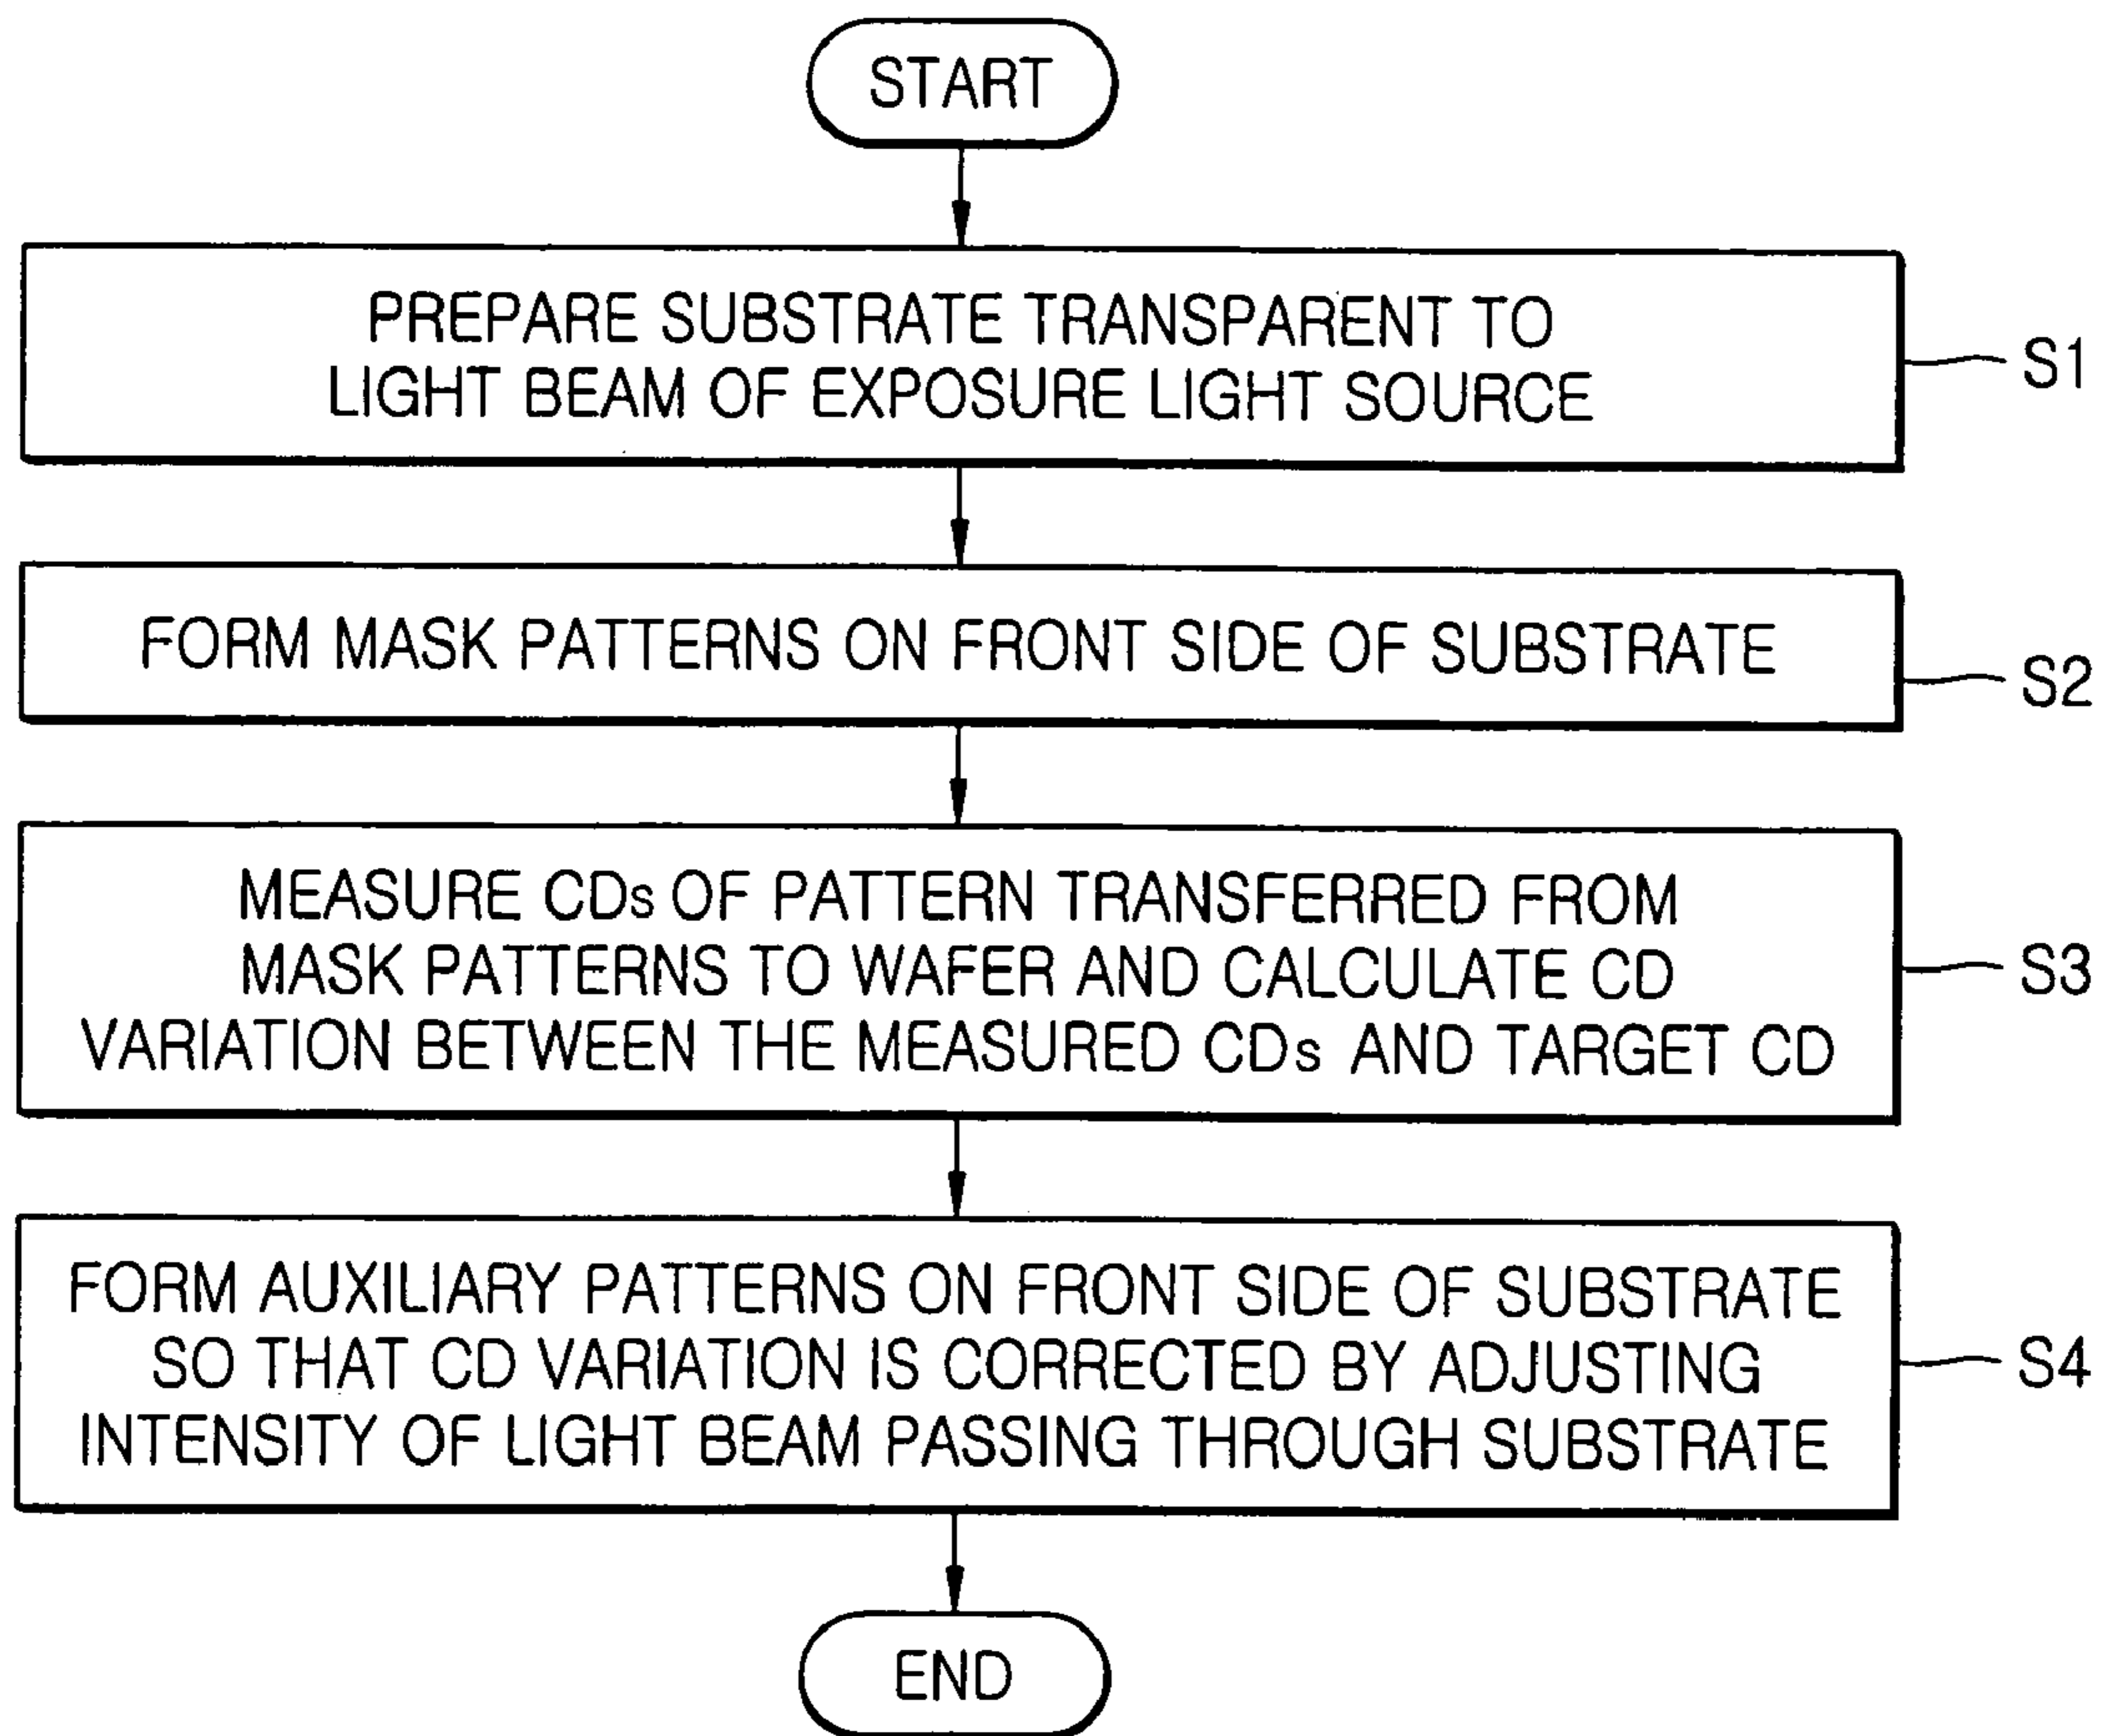 START
PREPARE SUBSTRATE TRANSPARENT TO
LIGHT BEAM OF EXPOSURE LIGHT SOURCE
S1
FORM MASK PATTERNS ON FRONT SIDE OF SUBSTRATE
S2
MEASURE CDs OF PATTERN TRANSFERRED FROM
MASK PATTERNS TO WAFER AND CALCULATE CD
VARIATION BETWEEN THE MEASURED CDs AND TARGET CD
S3
FORM AUXILIARY PATTERNS ON FRONT SIDE OF SUBSTRATE
SO THAT CD VARIATION IS CORRECTED BY ADJUSTING
INTENSITY OF LIGHT BEAM PASSING THROUGH SUBSTRATE
S4
END